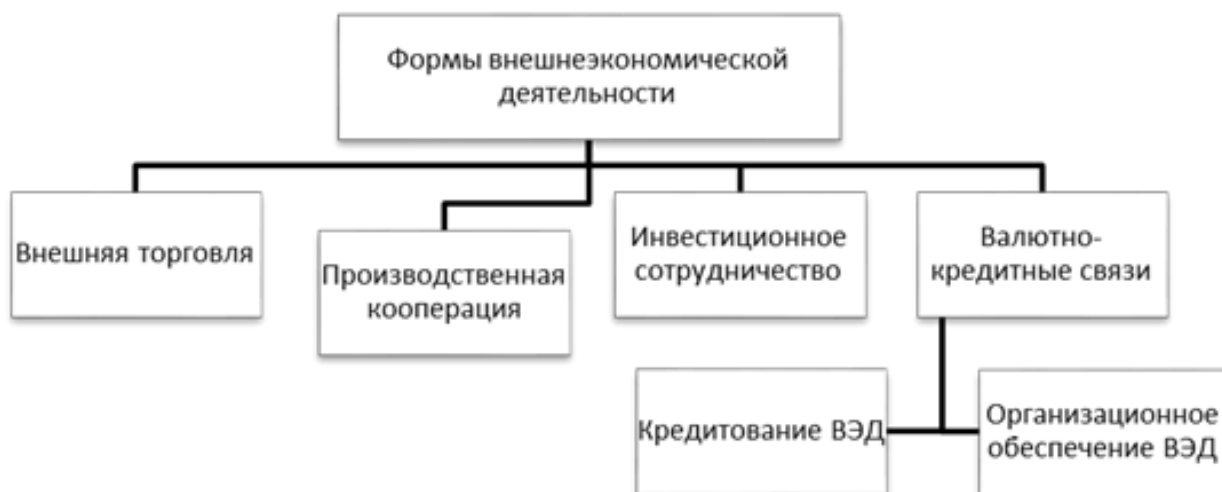 Формы внешнеэкономической
деятельности
Внешняя торговля
Производственная
кооперация
Инвестиционное
сотрудничество
Валютно-
кредитные связи
Кредитование ВЭД
Организационное
обеспечение ВЭД